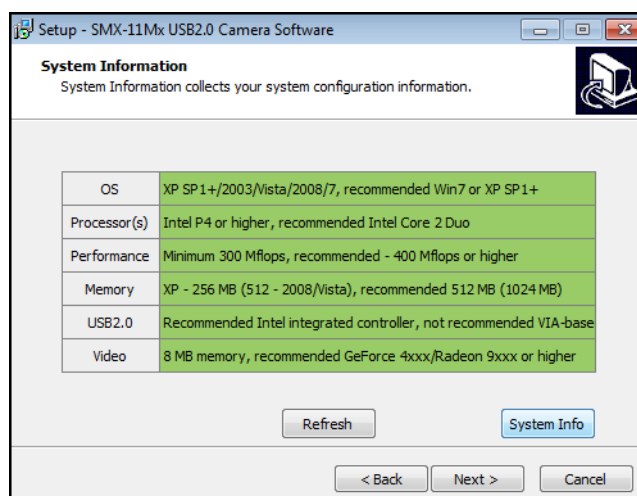 Setup - SMX-11Mx USB2.0 Camera Software
System Information
System Information collects your system configuration information.
OS XP SP1+/2003/Vista/2008/7, recommended Win7 or XP SP1+
Processor(s) Intel P4 or higher, recommended Intel Core 2 Duo
Performance Minimum 300 Mflops, recommended - 400 Mflops or higher
Memory XP - 256 MB (512 - 2008/Vista), recommended 512 MB (1024 MB)
USB2.0 Recommended Intel integrated controller, not recommended VIA-base
Video 8 MB memory, recommended GeForce 4xxx/Radeon 9xxx or higher
Refresh System Info
< Back Next > Cancel